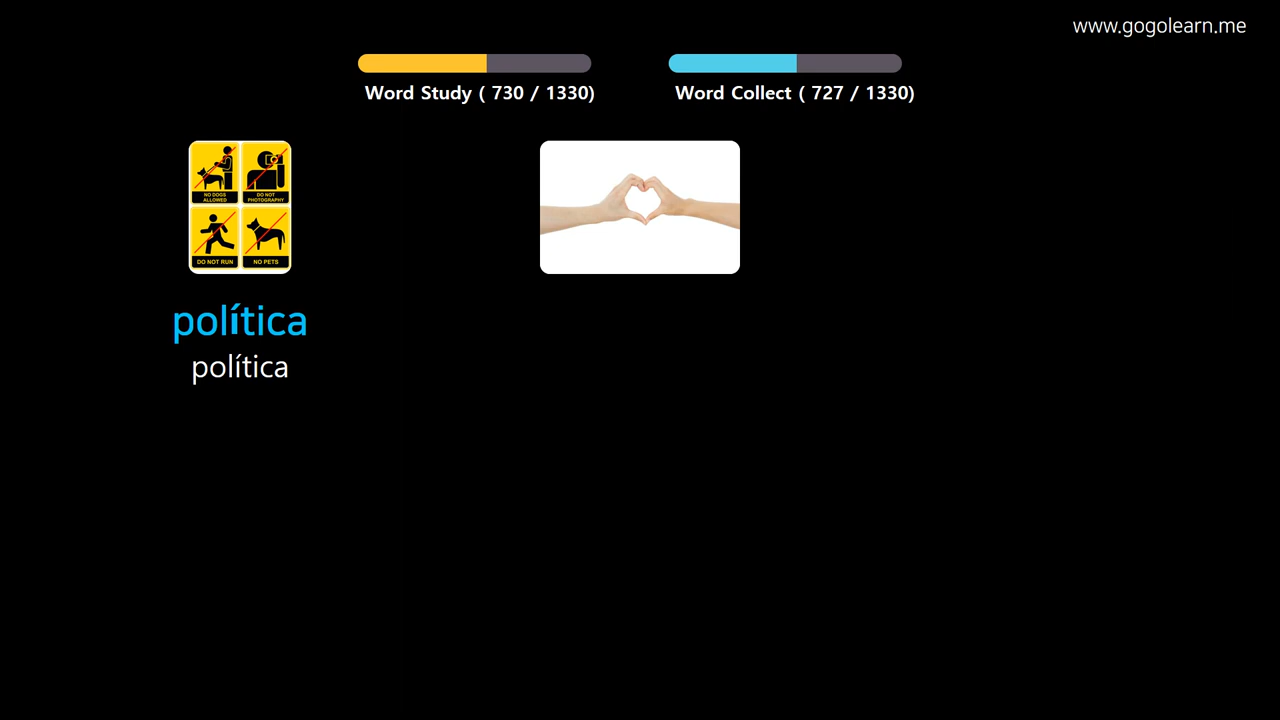 www.gogolearn.me
Word Study ( 730 / 1330)
Word Collect ( 727 / 1330)
NO DOGS
ALLOWED
DO NOT
PHOTOGRAPHY
DO NOT RUN
NO PETS
política
política